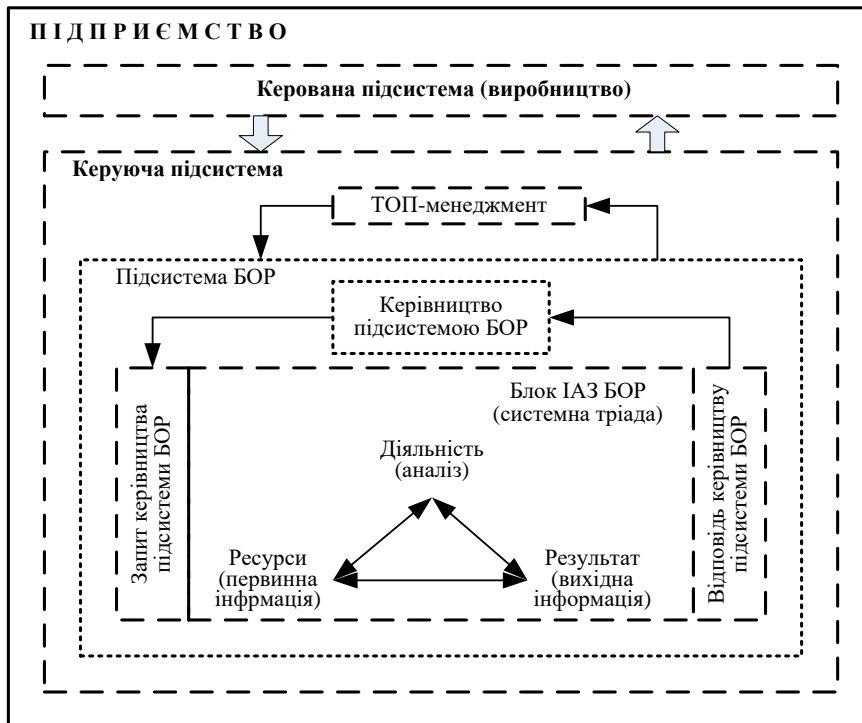 П І Д П Р И Є М С Т В О
Керована підсистема (виробництво)
Керуюча підсистема
ТОП-менеджмент
Підсистема БОР
Керівництво
підсистемою БОР
Запит керівництва
підсистеми БОР
Блок ІАЗ БОР
(системна тріада)
Діяльність
(аналіз)
Ресурси
(первинна
інфрмація)
Результат
(вихідна
інформація)
Відповідь керівництву
підсистеми БОР